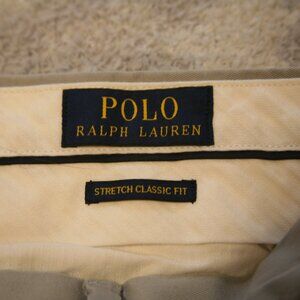 POLO
RALPH LAUREN
STRETCH CLASSIC FIT